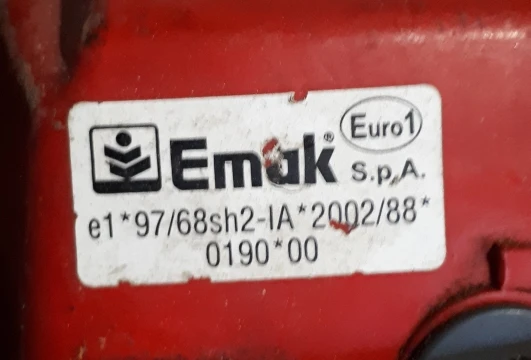 Euro1
Emak® S.p.A.
e1*97/68sh2-IA*2002/88*
0190*00